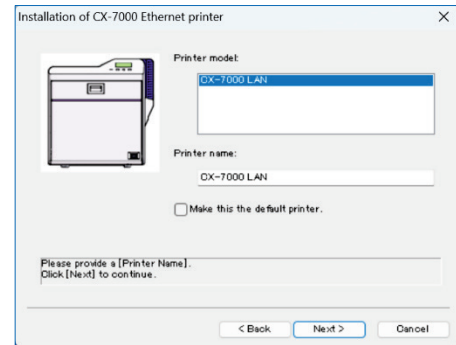 Installation of CX-7000 Ethernet printer
Printer model:
CX-7000 LAN
Printer name:
CX-7000 LAN
Make this the default printer.
Please provide a [Printer Name].
Click [Next] to continue.
< Back
Next >
Cancel